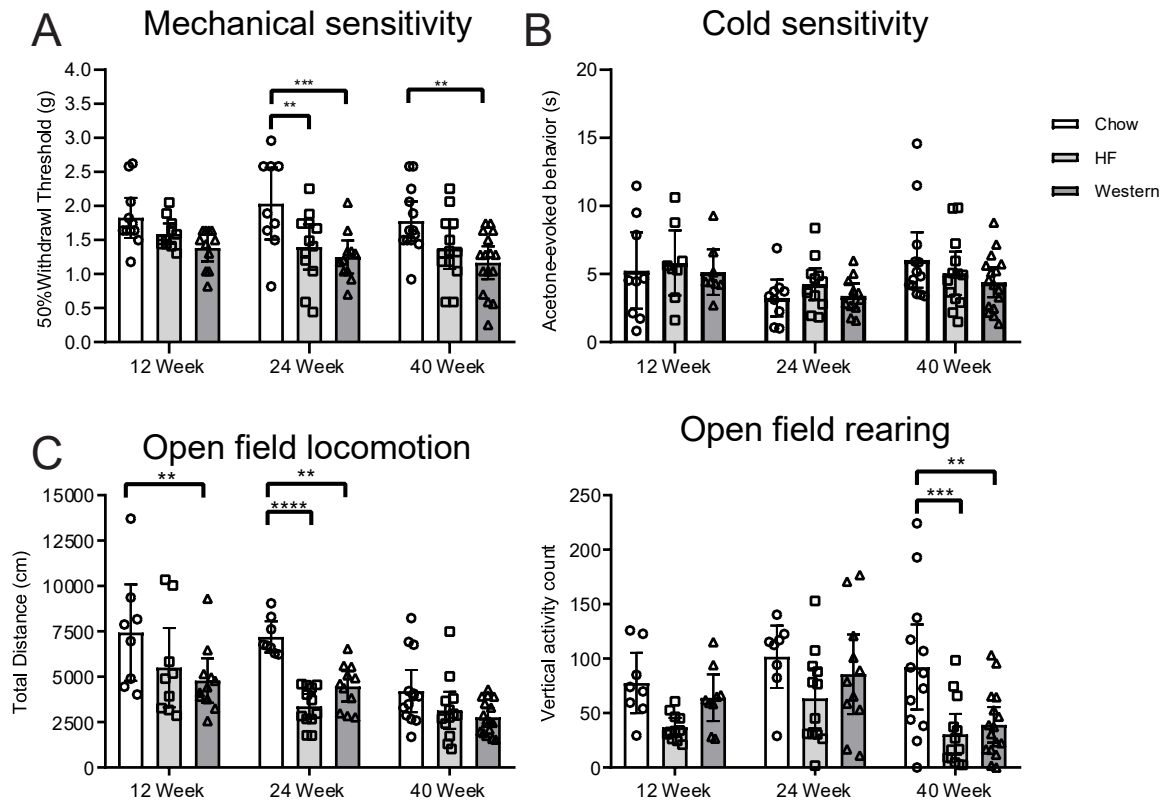 A
Mechanical sensitivity
50%Withdrawl Threshold (g)
4.0
3.5
3.0
2.5
2.0
1.5
1.0
0.5
0.0
***
**
**
12 Week
24 Week
40 Week
B
Cold sensitivity
Acetone-evoked behavior (s)
20
15
10
5
0
12 Week
24 Week
40 Week
Chow
HF
Western
C
Open field locomotion
Total Distance (cm)
15000
12500
10000
7500
5000
2500
0
**
**
****
12 Week
24 Week
40 Week
Open field rearing
Vertical activity count
250
200
150
100
50
0
**
***
12 Week
24 Week
40 Week